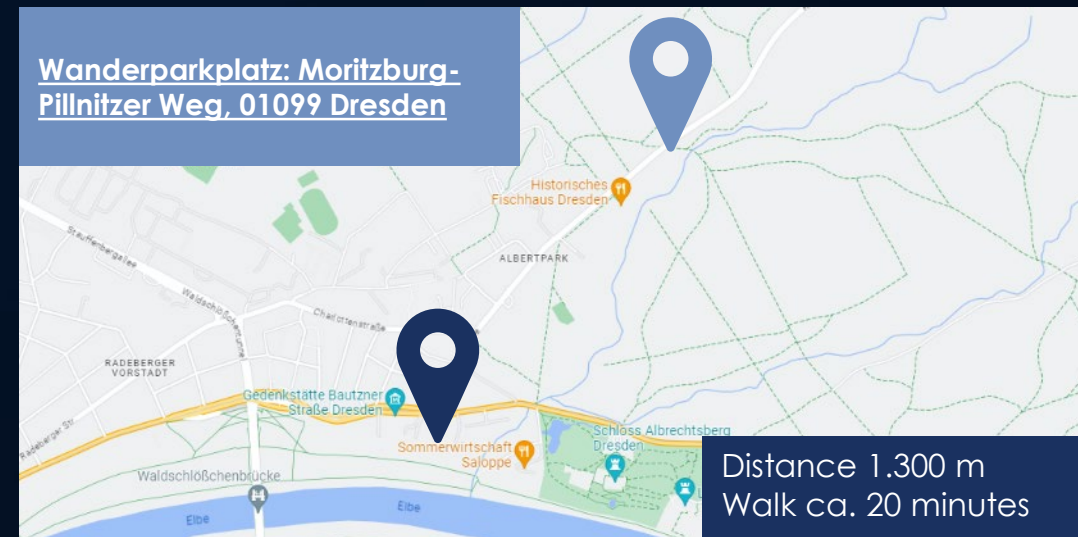 Wanderparkplatz: Moritzburg-
Pillnitzer Weg, 01099 Dresden
Historisches
Fischhaus Dresden
ALBERTPARK
Stauffenbergallee
Waldschlößchentunnel
Charlottenstraße
RADEBERGER
VORSTADT
Gedenkstätte Bautzner
Straße Dresden
Radeberger Str
Sommerwirtschaft
Saloppe
Schloss Albrechtsberg
Dresden
Waldschlößchenbrücke
Elbe
Elbe
Distance 1.300 m
Walk ca. 20 minutes